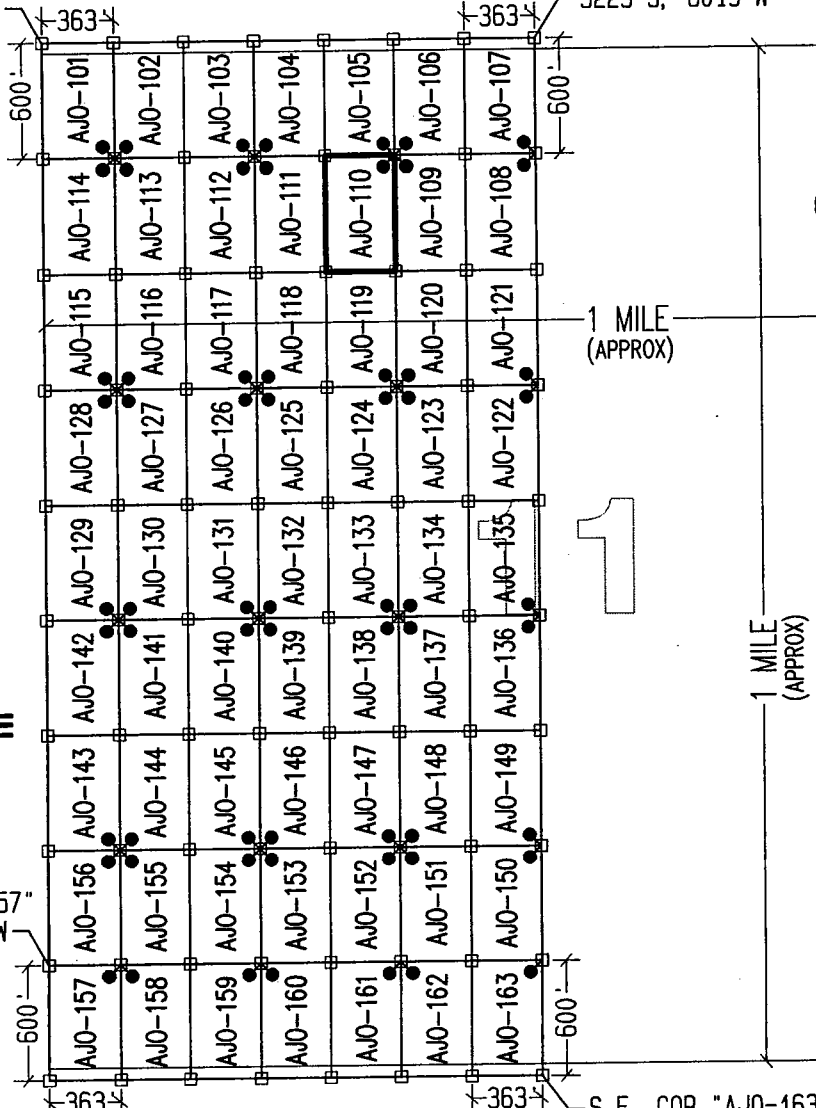 363
363
600'
600'
AJO-101
AJO-102
AJO-103
AJO-104
AJO-105
AJO-106
AJO-107
AJO-114
AJO-113
AJO-112
AJO-111
AJO-110
AJO-109
AJO-108
AJO-115
AJO-116
AJO-117
AJO-118
AJO-119
AJO-120
AJO-121
1 MILE
(APPROX)
AJO-128
AJO-127
AJO-126
AJO-125
AJO-124
AJO-123
AJO-122
AJO-129
AJO-130
AJO-131
AJO-132
AJO-133
AJO-134
AJO-135
1
AJO-142
AJO-141
AJO-140
AJO-139
AJO-138
AJO-137
AJO-136
1 MILE
(APPROX)
AJO-143
AJO-144
AJO-145
AJO-146
AJO-147
AJO-148
AJO-149
AJO-156
AJO-155
AJO-154
AJO-153
AJO-152
AJO-151
AJO-150
57"
W
AJO-157
AJO-158
AJO-159
AJO-160
AJO-161
AJO-162
AJO-163
600'
600'
363
363
S.E. COR. "AJO-163